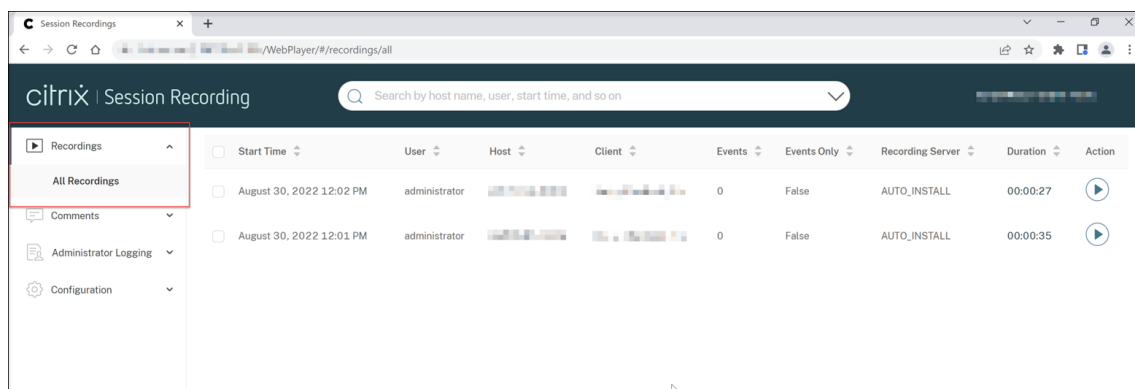 Session Recordings
/WebPlayer/#/recordings/all
citrix | Session Recording
Search by host name, user, start time, and so on
Recordings
All Recordings
Comments
Administrator Logging
Configuration
Start Time User Host Client Events Events Only Recording Server Duration Action
August 30, 2022 12:02 PM administrator 0 False AUTO_INSTALL 00:00:27
August 30, 2022 12:01 PM administrator 0 False AUTO_INSTALL 00:00:35